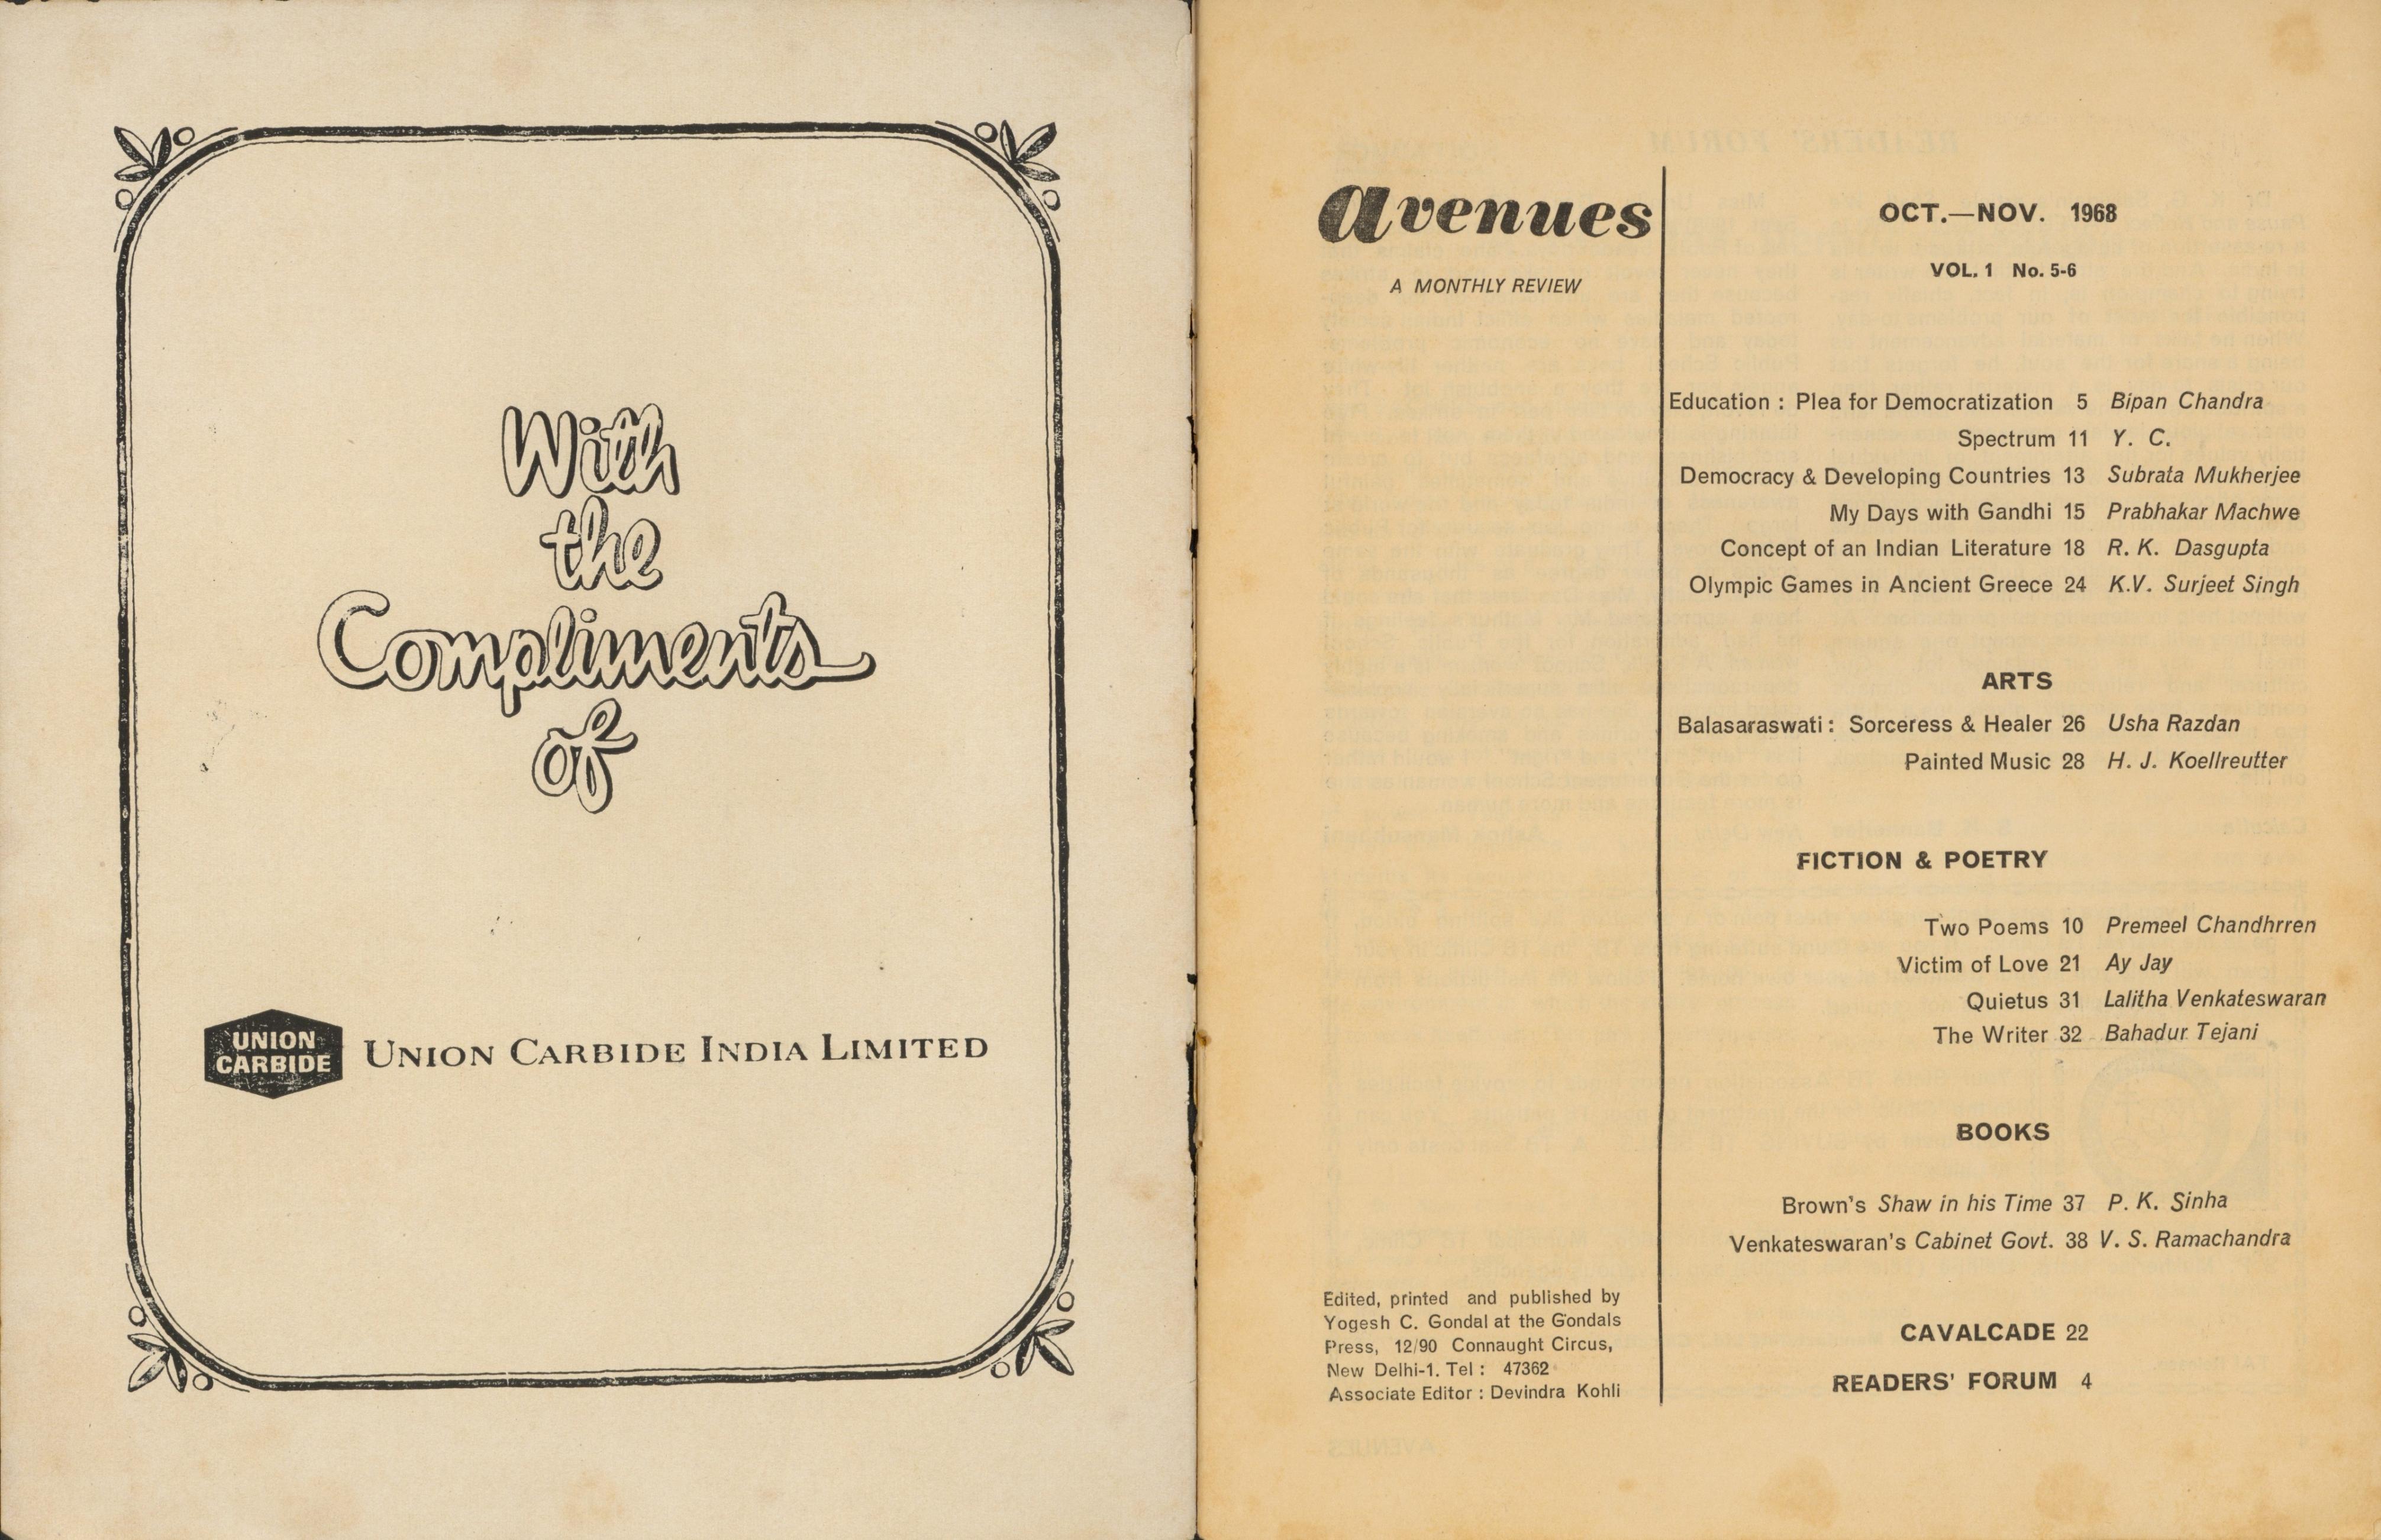 With
the
Compliments
of
UNION
CARBIDE
UNION CARBIDE INDIA LIMITED
avenues
A MONTHLY REVIEW
OCT.—NOV. 1968
VOL. 1 No. 5-6
Education : Plea for Democratization 5 Bipan Chandra
Spectrum 11 Y. C.
Democracy & Developing Countries 13 Subrata Mukherjee
My Days with Gandhi 15 Prabhakar Machwe
Concept of an Indian Literature 18 R. K. Dasgupta
Olympic Games in Ancient Greece 24 K.V. Surjeet Singh
ARTS
Balasaraswati : Sorceress & Healer 26 Usha Razdan
Painted Music 28 H. J. Koellreutter
FICTION & POETRY
Two Poems 10 Premeel Chandhrren
Victim of Love 21 Ay Jay
Quietus 31 Lalitha Venkateswaran
The Writer 32 Bahadur Tejani
BOOKS
Brown's Shaw in his Time 37 P. K. Sinha
Venkateswaran's Cabinet Govt. 38 V. S. Ramachandra
CAVALCADE 22
READERS' FORUM 4
Edited, printed and published by
Yogesh C. Gondal at the Gondals
Press, 12/90 Connaught Circus,
New Delhi-1. Tel : 47362
Associate Editor : Devindra Kohli